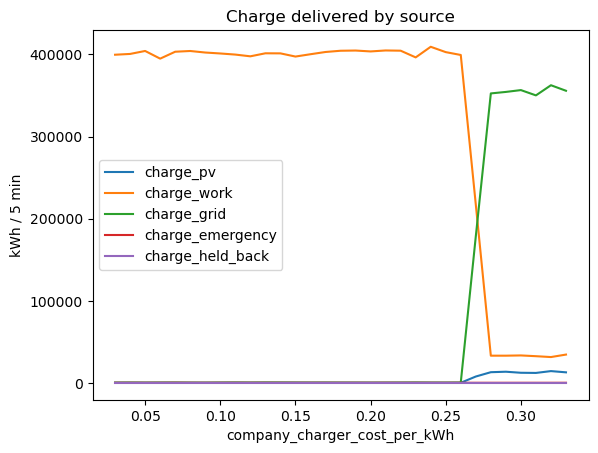 Charge delivered by source
kWh / 5 min
400000
300000
200000
100000
0
charge_pv
charge_work
charge_grid
charge_emergency
charge_held_back
0.05
0.10
0.15
0.20
0.25
0.30
company_charger_cost_per_kWh